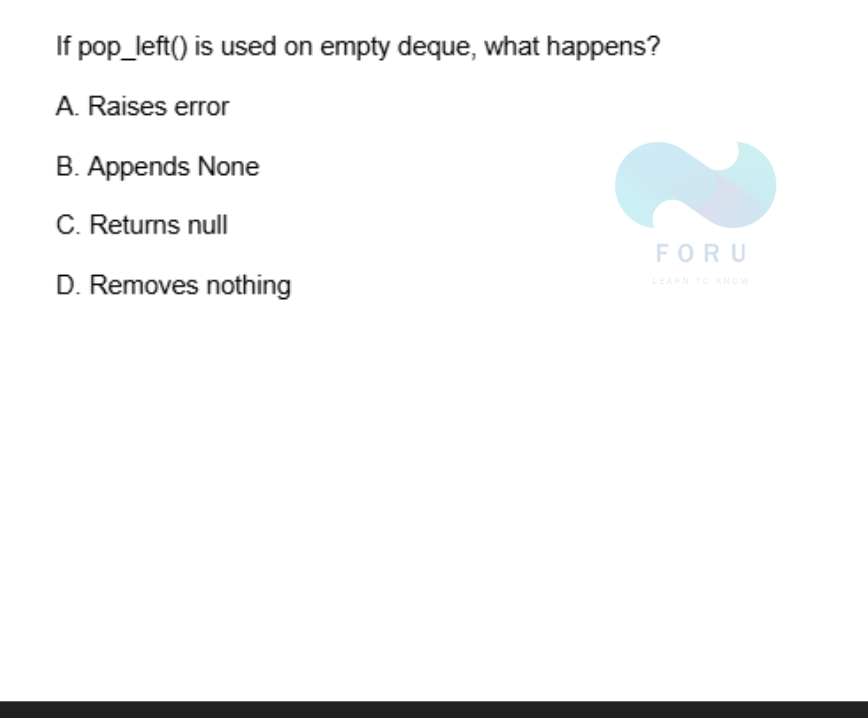 If pop_left() is used on empty deque, what happens?
A. Raises error
B. Appends None
C. Returns null
D. Removes nothing
FORU
LEARN TO KNOW